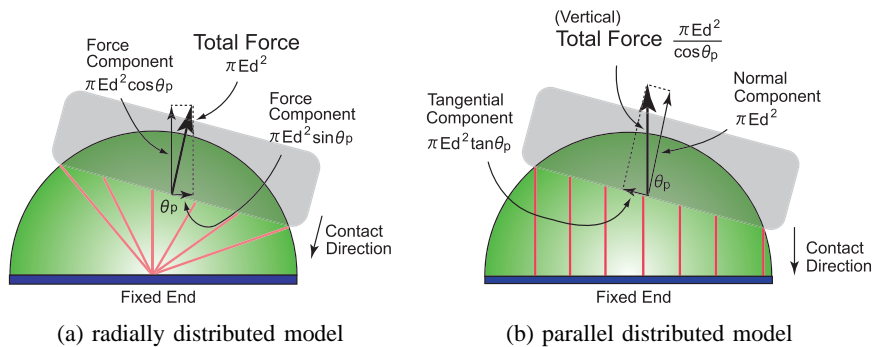 Force
Component
πEd²cosθp
Total Force
πEd²
Force
Component
πEd²sinθp
θp
Contact
Direction
Fixed End
(a) radially distributed model
(Vertical)
Total Force πEd²/cosθp
Tangential
Component
πEd²tanθp
Normal
Component
πEd²
θp
Contact
Direction
Fixed End
(b) parallel distributed model